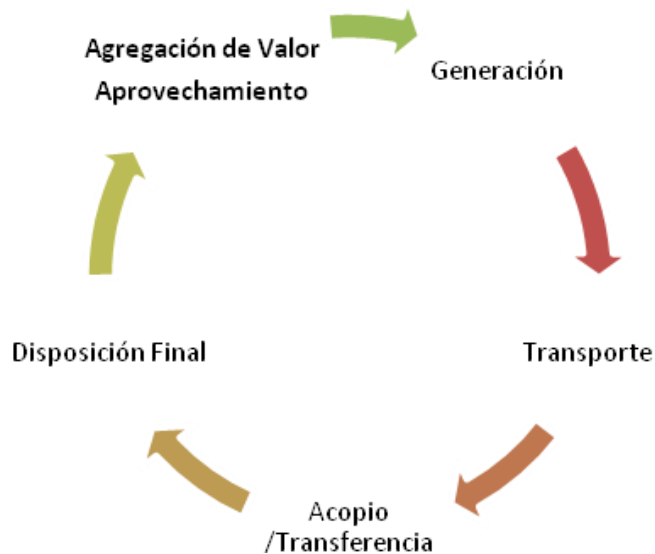 Agregación de Valor
Aprovechamiento
Generación
Transporte
Acopio
/Transferencia
Disposición Final